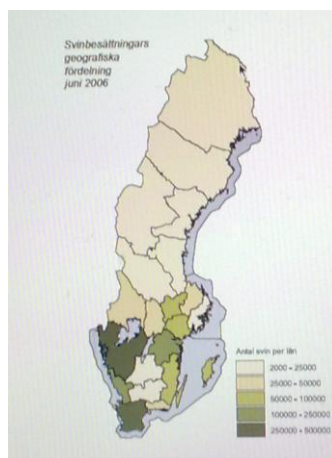 Svinbesättningars
geografiska
fördelning
juni 2006
Antal svin per län
2000 - 25000
25000 - 50000
50000 - 100000
100000 - 250000
250000 - 500000